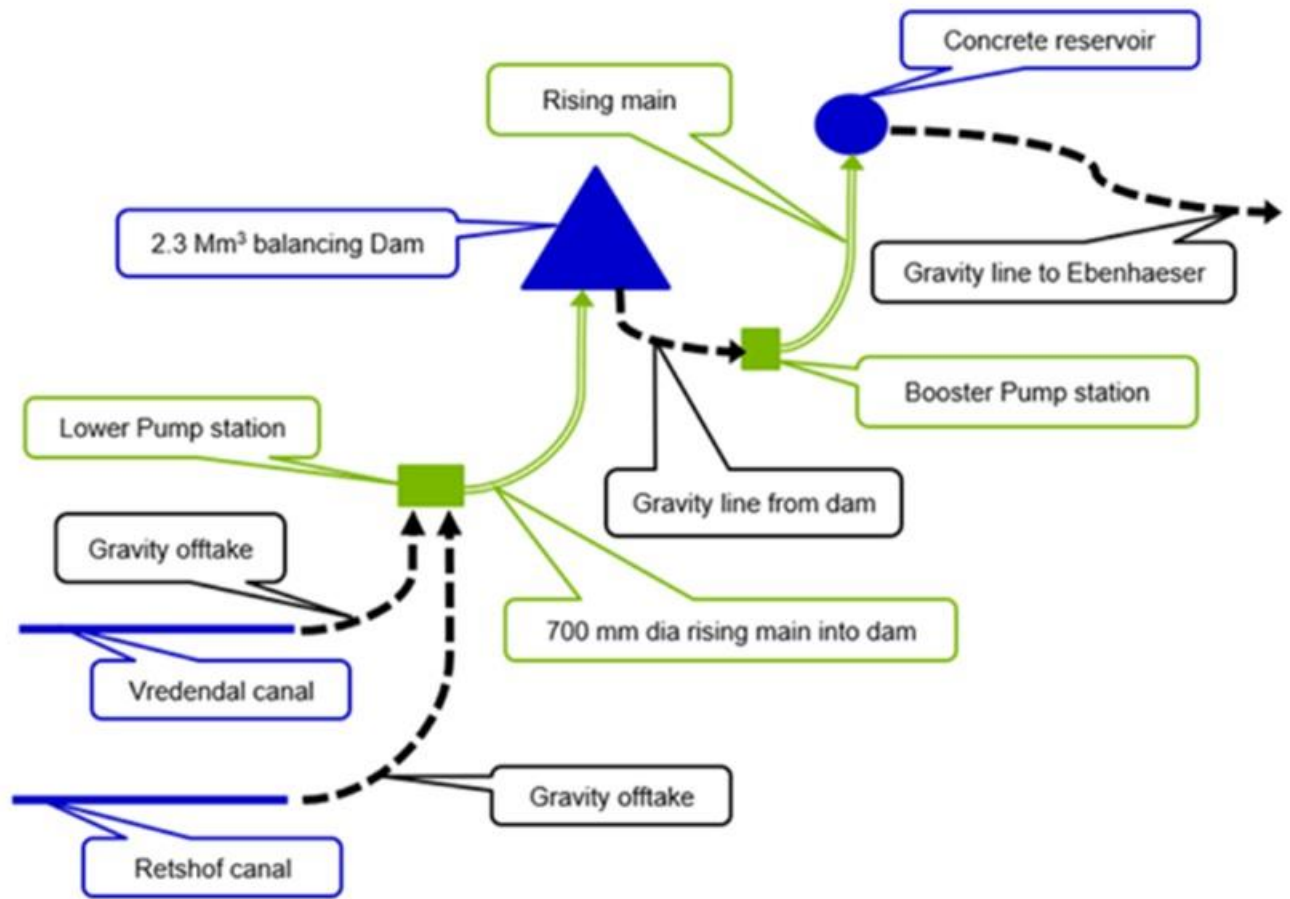 Concrete reservoir
Rising main
2.3 Mm³ balancing Dam
Gravity line to Ebenhaeser
Booster Pump station
Lower Pump station
Gravity line from dam
Gravity offtake
700 mm dia rising main into dam
Vredendal canal
Gravity offtake
Retshof canal